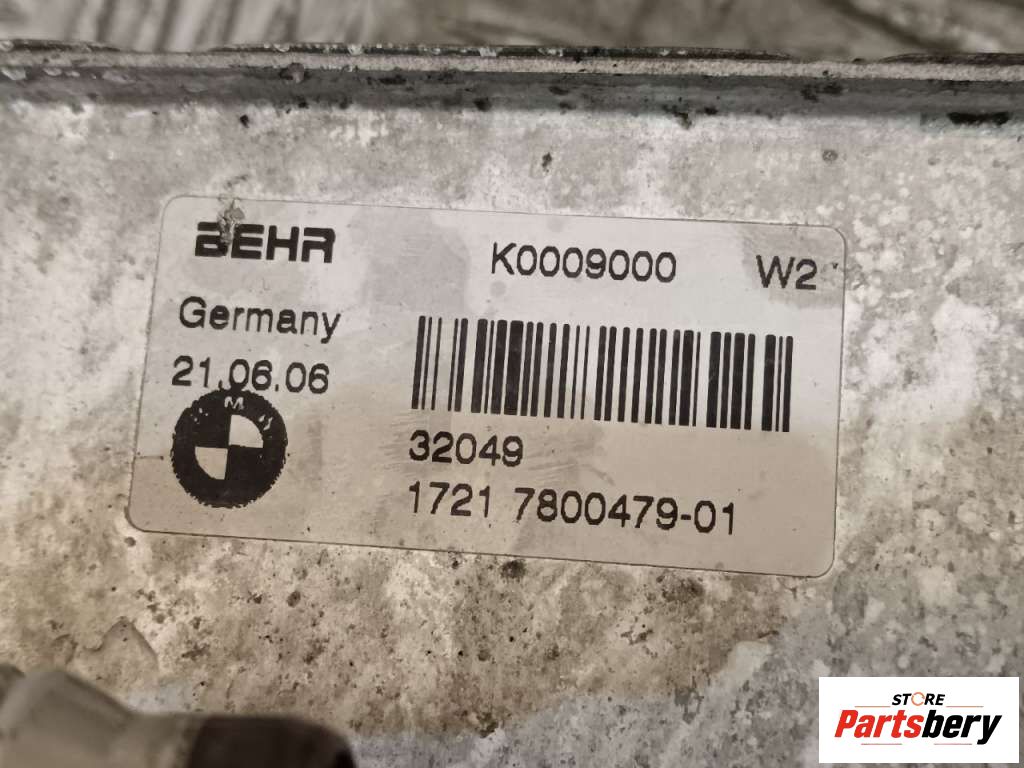 BEHR K0009000 W2
Germany
21.06.06
32049
1721 7800479-01
STORE
Partsbery